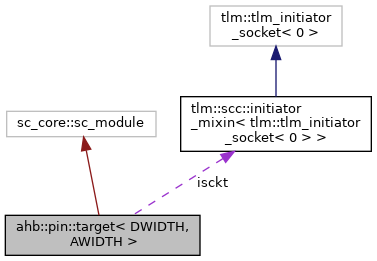 tlm::tlm_initiator
_socket< 0 >
sc_core::sc_module
tlm::scc::initiator
_mixin< tlm::tlm_initiator
_socket< 0 > >
isckt
ahb::pin::target< DWIDTH,
AWIDTH >